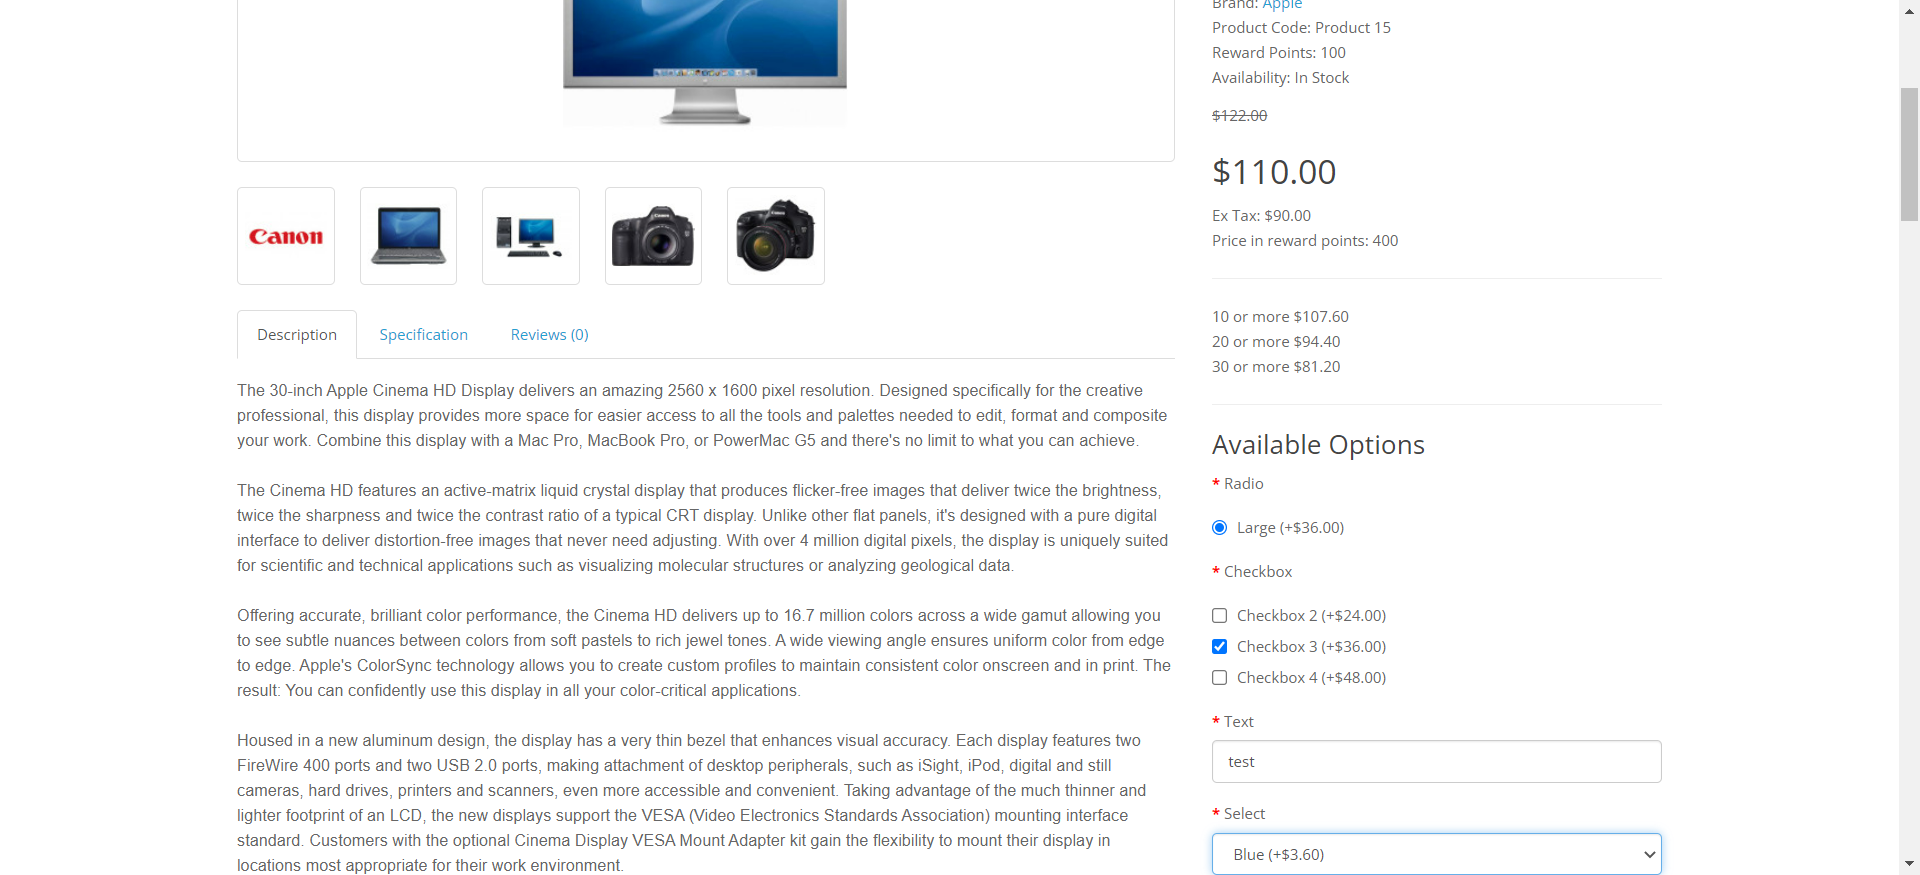 Brand: Apple
Product Code: Product 15
Reward Points: 100
Availability: In Stock
$122.00
$110.00
Ex Tax: $90.00
Price in reward points: 400
10 or more $107.60
20 or more $94.40
30 or more $81.20
Available Options
* Radio
Large (+$36.00)
* Checkbox
Checkbox 2 (+$24.00)
Checkbox 3 (+$36.00)
Checkbox 4 (+$48.00)
* Text
test
* Select
Blue (+$3.60)
Canon
Description
Specification
Reviews (0)
The 30-inch Apple Cinema HD Display delivers an amazing 2560 x 1600 pixel resolution. Designed specifically for the creative
professional, this display provides more space for easier access to all the tools and palettes needed to edit, format and composite
your work. Combine this display with a Mac Pro, MacBook Pro, or PowerMac G5 and there's no limit to what you can achieve.
The Cinema HD features an active-matrix liquid crystal display that produces flicker-free images that deliver twice the brightness,
twice the sharpness and twice the contrast ratio of a typical CRT display. Unlike other flat panels, it's designed with a pure digital
interface to deliver distortion-free images that never need adjusting. With over 4 million digital pixels, the display is uniquely suited
for scientific and technical applications such as visualizing molecular structures or analyzing geological data.
Offering accurate, brilliant color performance, the Cinema HD delivers up to 16.7 million colors across a wide gamut allowing you
to see subtle nuances between colors from soft pastels to rich jewel tones. A wide viewing angle ensures uniform color from edge
to edge. Apple's ColorSync technology allows you to create custom profiles to maintain consistent color onscreen and in print. The
result: You can confidently use this display in all your color-critical applications.
Housed in a new aluminum design, the display has a very thin bezel that enhances visual accuracy. Each display features two
FireWire 400 ports and two USB 2.0 ports, making attachment of desktop peripherals, such as iSight, iPod, digital and still
cameras, hard drives, printers and scanners, even more accessible and convenient. Taking advantage of the much thinner and
lighter footprint of an LCD, the new displays support the VESA (Video Electronics Standards Association) mounting interface
standard. Customers with the optional Cinema Display VESA Mount Adapter kit gain the flexibility to mount their display in
locations most appropriate for their work environment.